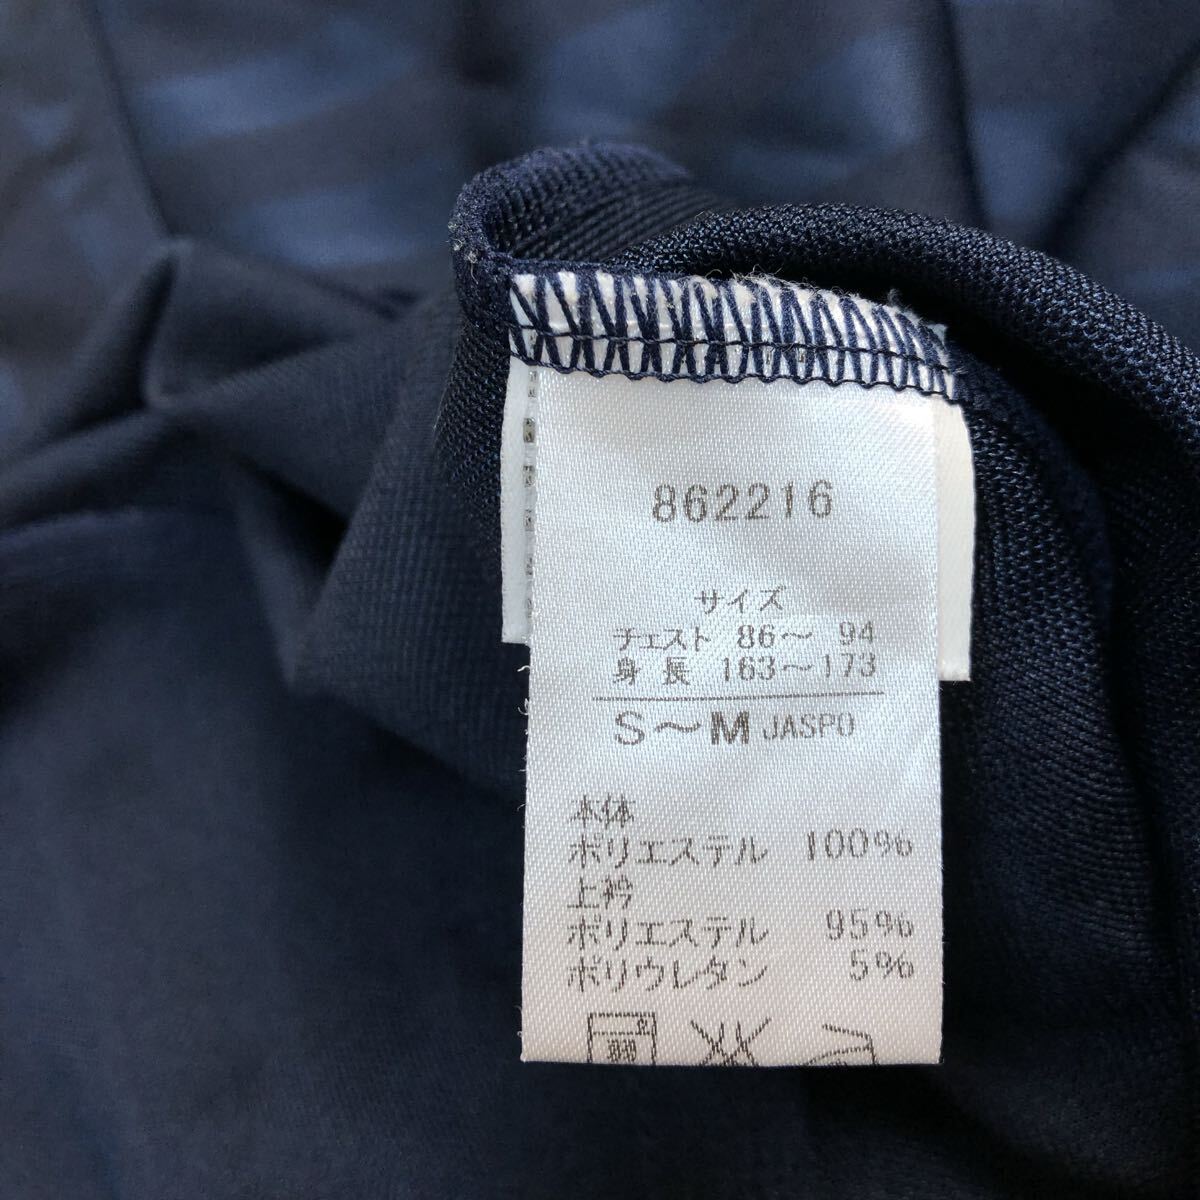 862216
サイズ
チェスト 86～ 94
身長 163～173
S～M JASPO
本体
ポリエステル 100%
上衿
ポリエステル 95%
ポリウレタン 5%